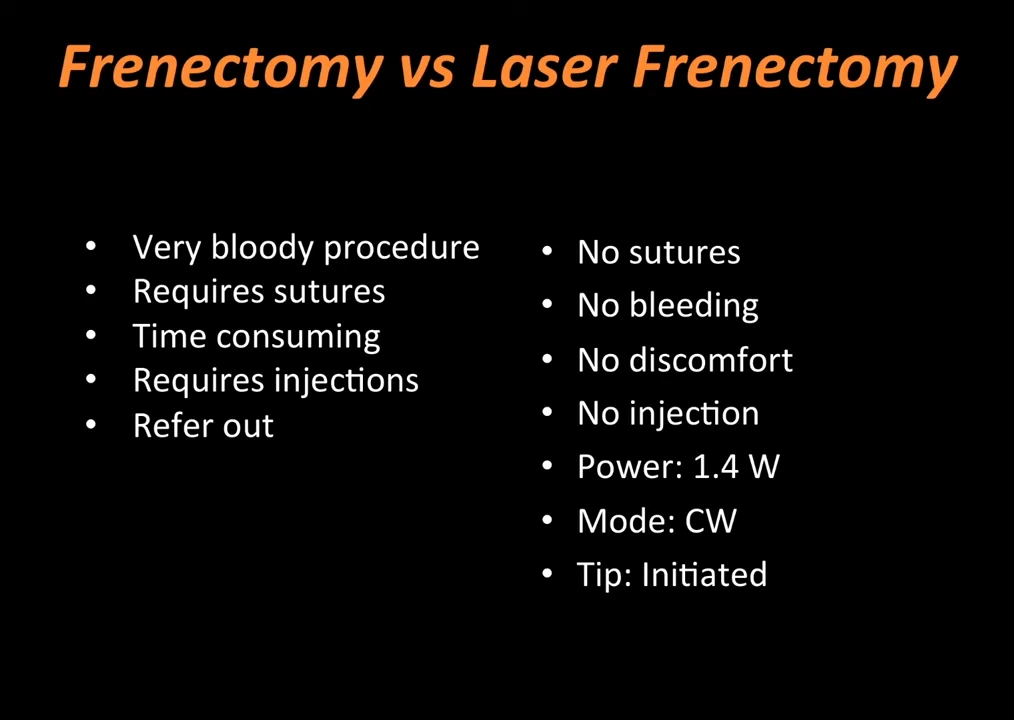 Frenectomy vs Laser Frenectomy
• Very bloody procedure
• Requires sutures
• Time consuming
• Requires injections
• Refer out
• No sutures
• No bleeding
• No discomfort
• No injection
• Power: 1.4 W
• Mode: CW
• Tip: Initiated